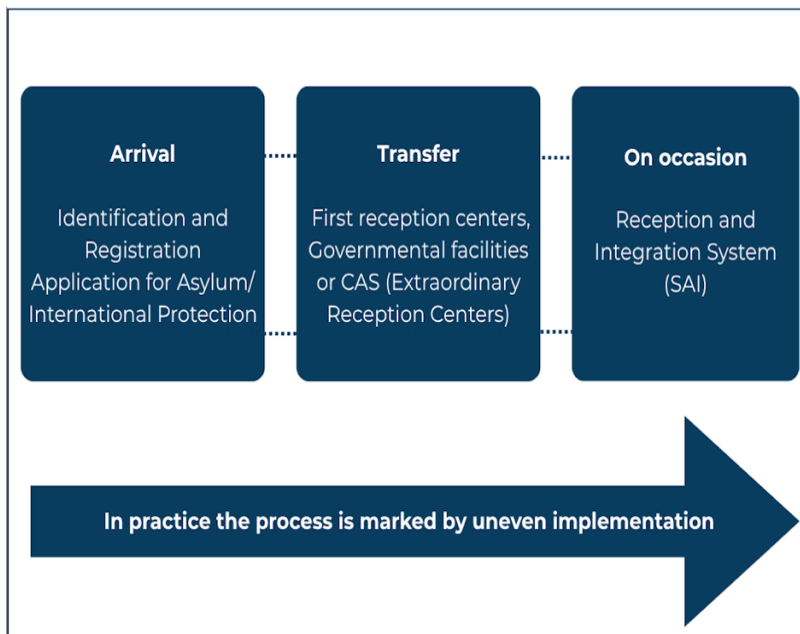 Arrival
Identification and
Registration
Application for Asylum/
International Protection
Transfer
First reception centers,
Governmental facilities
or CAS (Extraordinary
Reception Centers)
On occasion
Reception and
Integration System
(SAI)
In practice the process is marked by uneven implementation